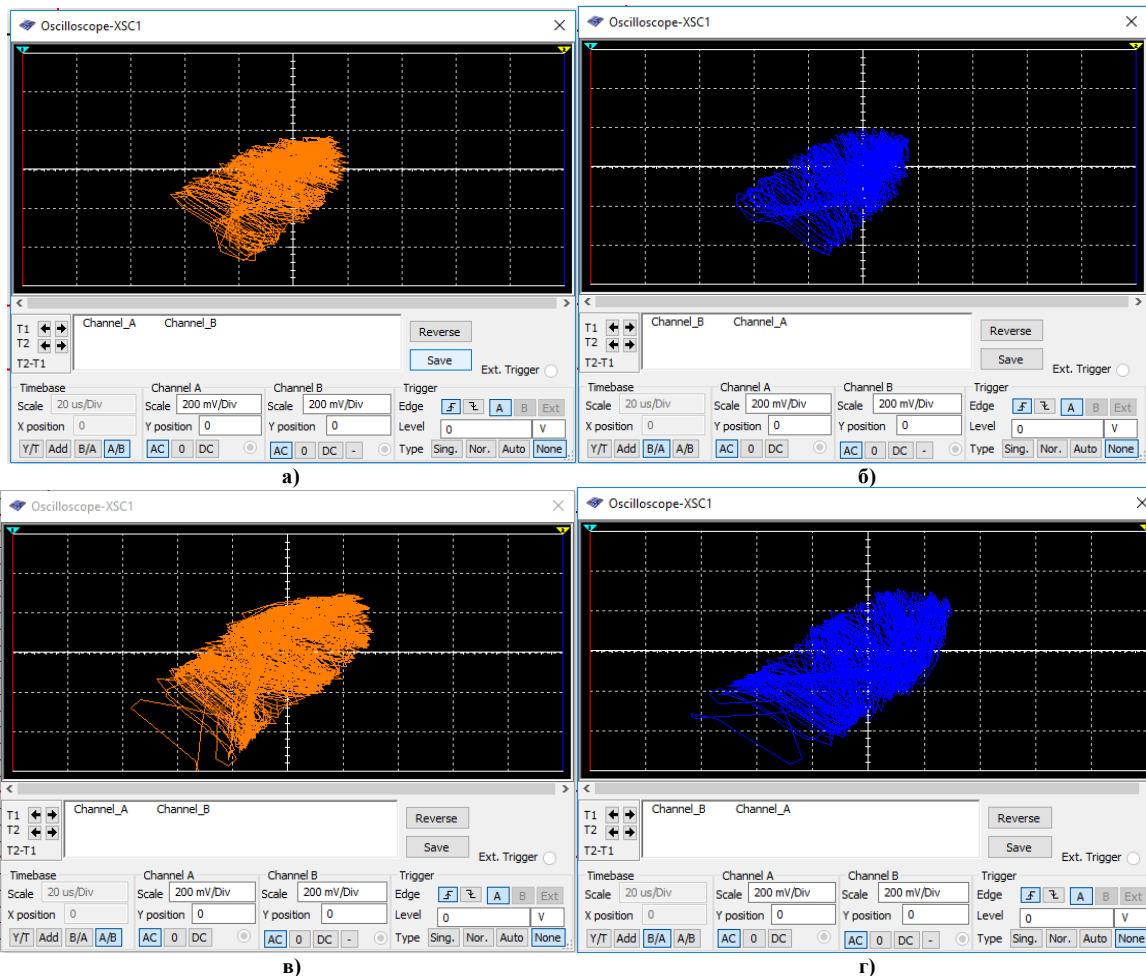 Oscilloscope-XSC1
Channel_A Channel_B
T1
T2
T2-T1
Reverse
Save
Ext. Trigger
Timebase
Scale 20 us/Div
X position 0
Y/T Add B/A A/B
Channel A
Scale 200 mV/Div
Y position 0
AC 0 DC
Channel B
Scale 200 mV/Div
Y position 0
AC 0 DC -
Trigger
Edge A B Ext
Level 0 V
Type Sing. Nor. Auto None
а)
Oscilloscope-XSC1
Channel_B Channel_A
T1
T2
T2-T1
Reverse
Save
Ext. Trigger
Timebase
Scale 20 us/Div
X position 0
Y/T Add B/A A/B
Channel A
Scale 200 mV/Div
Y position 0
AC 0 DC
Channel B
Scale 200 mV/Div
Y position 0
AC 0 DC -
Trigger
Edge A B Ext
Level 0 V
Type Sing. Nor. Auto None
б)
Oscilloscope-XSC1
Channel_A Channel_B
T1
T2
T2-T1
Reverse
Save
Ext. Trigger
Timebase
Scale 20 us/Div
X position 0
Y/T Add B/A A/B
Channel A
Scale 200 mV/Div
Y position 0
AC 0 DC
Channel B
Scale 200 mV/Div
Y position 0
AC 0 DC -
Trigger
Edge A B Ext
Level 0 V
Type Sing. Nor. Auto None
в)
Oscilloscope-XSC1
Channel_B Channel_A
T1
T2
T2-T1
Reverse
Save
Ext. Trigger
Timebase
Scale 20 us/Div
X position 0
Y/T Add B/A A/B
Channel A
Scale 200 mV/Div
Y position 0
AC 0 DC
Channel B
Scale 200 mV/Div
Y position 0
AC 0 DC -
Trigger
Edge A B Ext
Level 0 V
Type Sing. Nor. Auto None
г)